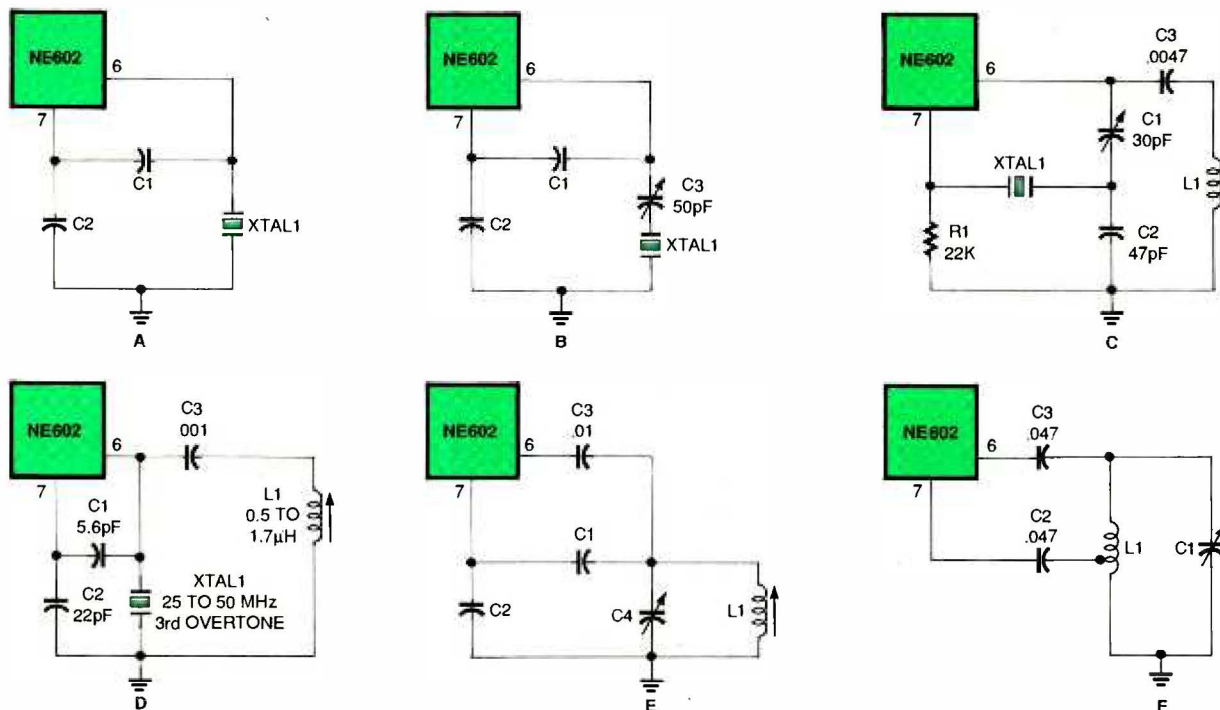 NE602
6
7
C1
C2
XTAL1
A
NE602
6
7
C1
C2
C3
50pF
XTAL1
B
NE602
6
7
C3
.0047
C1
30pF
XTAL1
L1
R1
22K
C2
47pF
C
NE602
6
7
C3
.001
C1
5.6pF
L1
0.5 TO
1.7µH
C2
22pF
XTAL1
25 TO 50 MHz
3rd OVERTONE
D
NE602
6
7
C3
.01
C1
C2
C4
L1
E
NE602
6
7
C3
.047
C2
.047
L1
C1
F